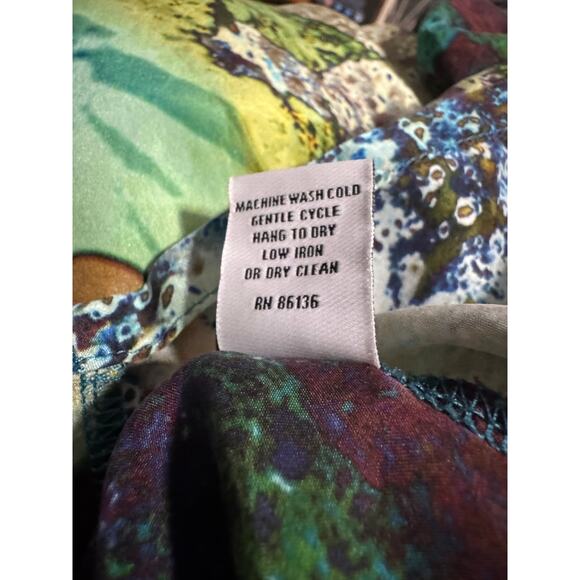 MACHINE WASH COLD
GENTLE CYCLE
HANG TO DRY
LOW IRON
OR DRY CLEAN
RN 86136